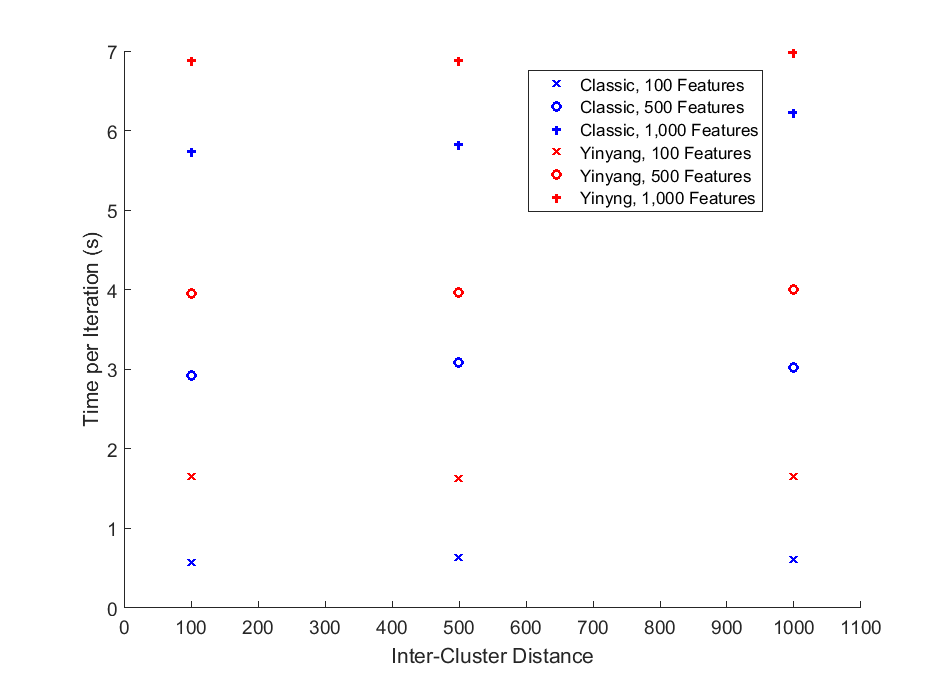 7
6
5
4
3
2
1
0
Time per Iteration (s)
Classic, 100 Features
Classic, 500 Features
Classic, 1,000 Features
Yinyang, 100 Features
Yinyang, 500 Features
Yinyng, 1,000 Features
0 100 200 300 400 500 600 700 800 900 1000 1100
Inter-Cluster Distance